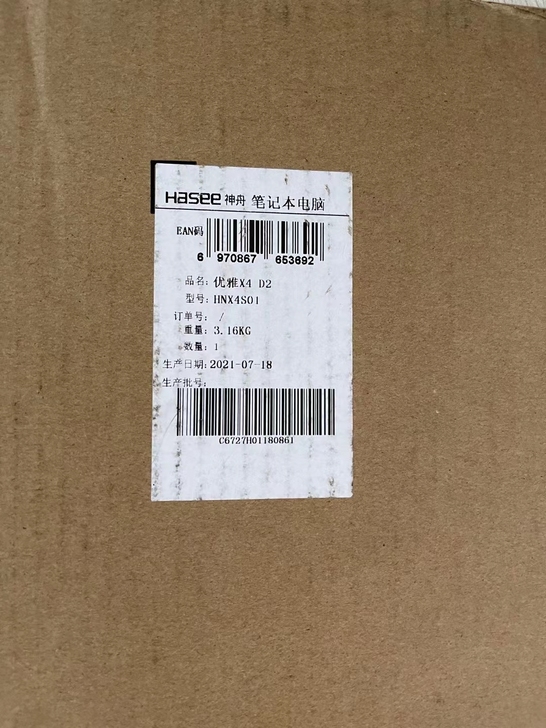 Hasee 神舟 笔记本电脑
EAN码
6 970867 653692
品名: 优雅X4 D2
型号: HNX4S01
订单号: /
重量: 3.16KG
数量: 1
生产日期: 2021-07-18
生产批号:
C6727H01180861